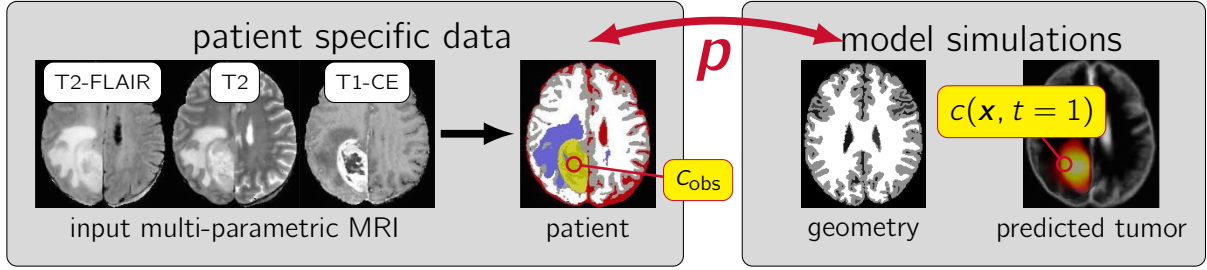 patient specific data
T2-FLAIR
T2
T1-CE
c_obs
input multi-parametric MRI
patient
p
model simulations
c(x, t = 1)
geometry
predicted tumor